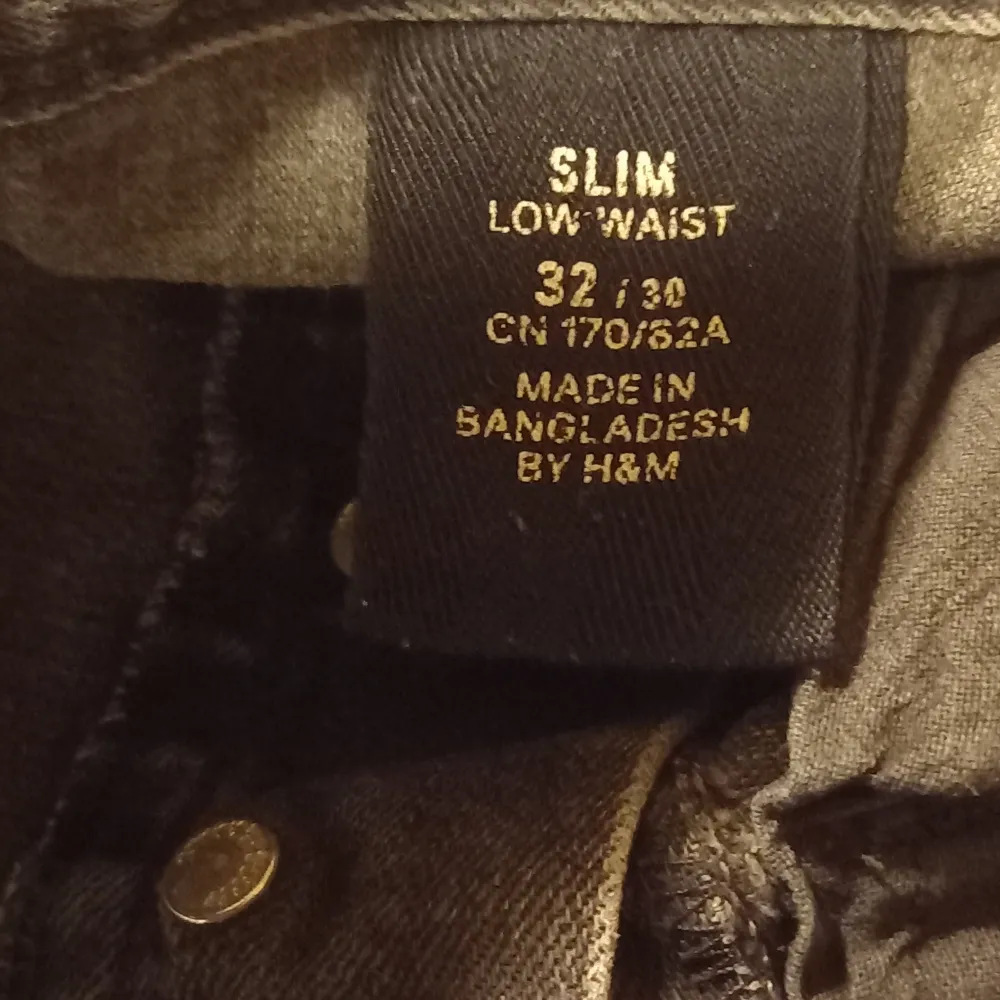 SLIM
LOW WAIST
32 / 30
CN 170/82A
MADE IN
BANGLADESH
BY H&M